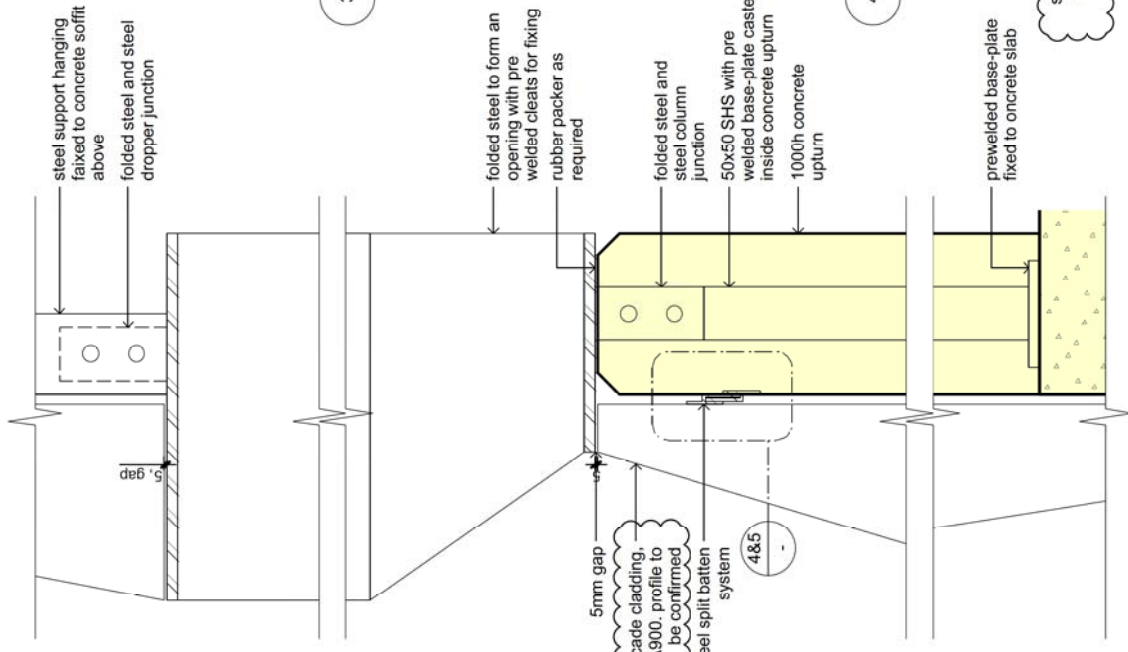 steel support hanging
faixed to concrete soffit
above
folded steel and steel
dropper junction
5, gap
folded steel to form an
opening with pre
welded cleats for fixing
rubber packer as
required
folded steel and
steel column
junction
50x50 SHS with pre
welded base-plate caste
inside concrete upturn
1000h concrete
upturn
prewelded base-plate
fixed to oncrete slab
5
5mm gap
cade cladding,
A900. profile to
be confirmed
eel split batten
system
4&5
-